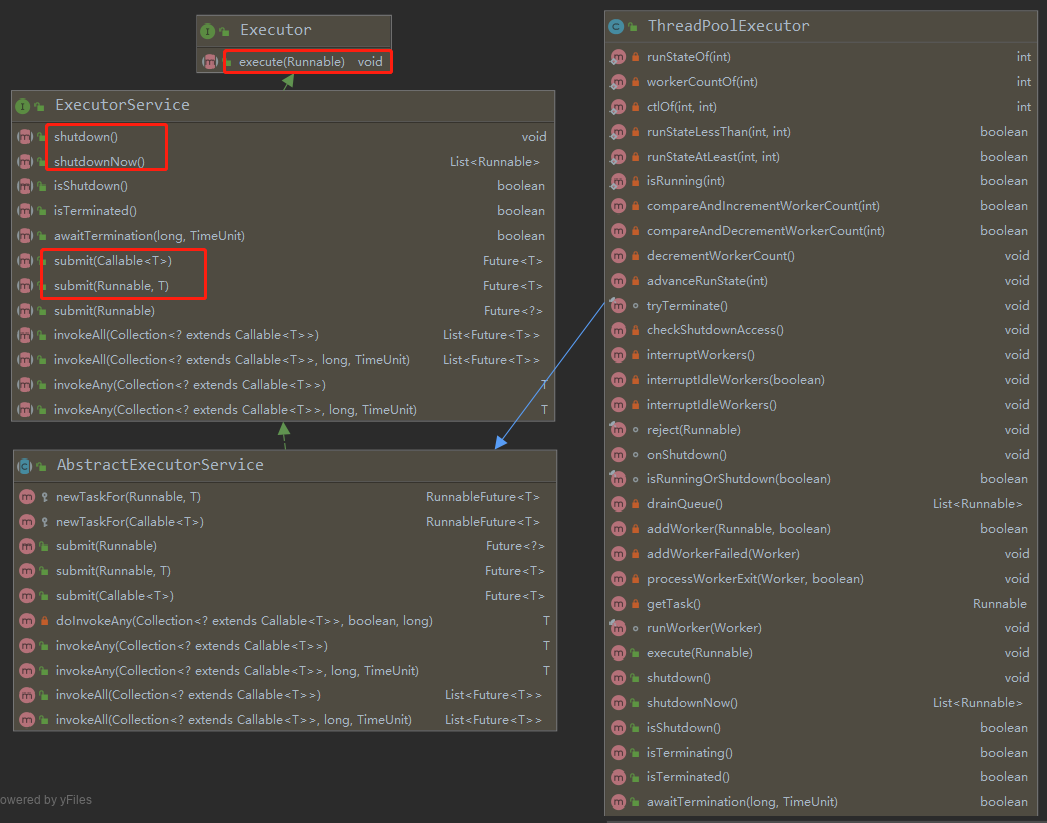 Executor
execute(Runnable) void
ExecutorService
shutdown() void
shutdownNow() List<Runnable>
isShutdown() boolean
isTerminated() boolean
awaitTermination(long, TimeUnit) boolean
submit(Callable<T>) Future<T>
submit(Runnable, T) Future<T>
submit(Runnable) Future<?>
invokeAll(Collection<? extends Callable<T>>) List<Future<T>>
invokeAll(Collection<? extends Callable<T>>, long, TimeUnit) List<Future<T>>
invokeAny(Collection<? extends Callable<T>>) T
invokeAny(Collection<? extends Callable<T>>, long, TimeUnit) T
AbstractExecutorService
newTaskFor(Runnable, T) RunnableFuture<T>
newTaskFor(Callable<T>) RunnableFuture<T>
submit(Runnable) Future<?>
submit(Runnable, T) Future<T>
submit(Callable<T>) Future<T>
doInvokeAny(Collection<? extends Callable<T>>, boolean, long) T
invokeAny(Collection<? extends Callable<T>>) T
invokeAny(Collection<? extends Callable<T>>, long, TimeUnit) T
invokeAll(Collection<? extends Callable<T>>) List<Future<T>>
invokeAll(Collection<? extends Callable<T>>, long, TimeUnit) List<Future<T>>
owered by yFiles
ThreadPoolExecutor
runStateOf(int) int
workerCountOf(int) int
ctlOf(int, int) int
runStateLessThan(int, int) boolean
runStateAtLeast(int, int) boolean
isRunning(int) boolean
compareAndIncrementWorkerCount(int) boolean
compareAndDecrementWorkerCount(int) boolean
decrementWorkerCount() void
advanceRunState(int) void
tryTerminate() void
checkShutdownAccess() void
interruptWorkers() void
interruptIdleWorkers(boolean) void
interruptIdleWorkers() void
reject(Runnable) void
onShutdown() void
isRunningOrShutdown(boolean) boolean
drainQueue() List<Runnable>
addWorker(Runnable, boolean) boolean
addWorkerFailed(Worker) void
processWorkerExit(Worker, boolean) void
getTask() Runnable
runWorker(Worker) void
execute(Runnable) void
shutdown() void
shutdownNow() List<Runnable>
isShutdown() boolean
isTerminating() boolean
isTerminated() boolean
awaitTermination(long, TimeUnit) boolean